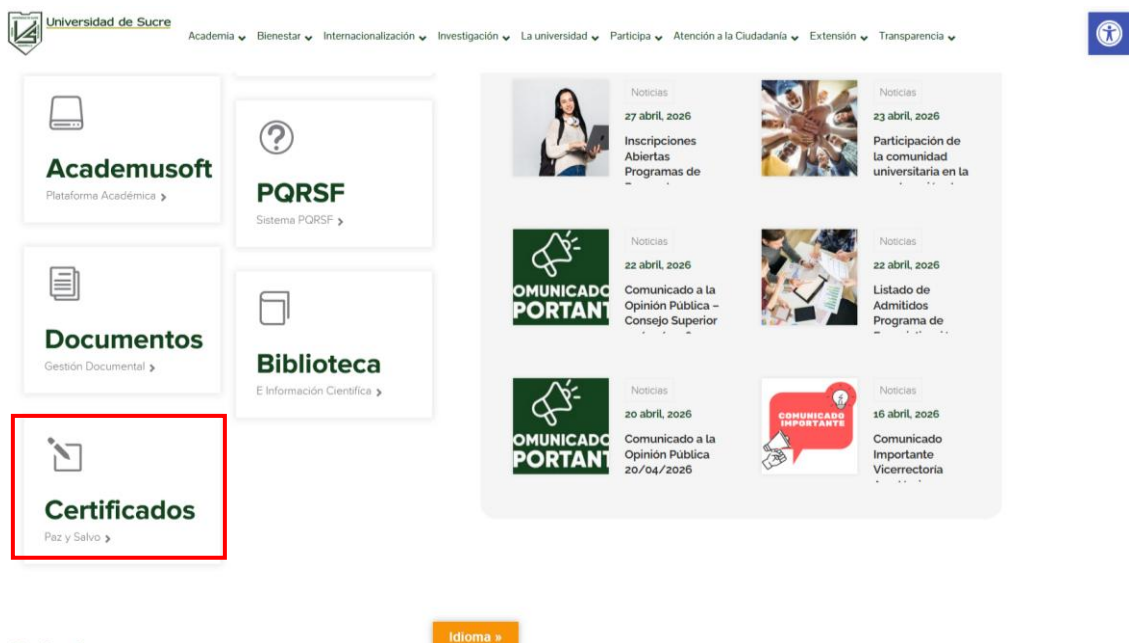 Universidad de Sucre
Academia Bienestar Internacionalización Investigación La universidad Participa Atención a la Ciudadanía Extensión Transparencia
Academusoft
Plataforma Académica
PQRSF
Sistema PQRSF
Documentos
Gestión Documental
Biblioteca
E Información Científica
Certificados
Paz y Salvo
Noticias
27 abril, 2026
Inscripciones
Abiertas
Programas de
Noticias
23 abril, 2026
Participación de
la comunidad
universitaria en la
OMUNICADO
PORTANT
Noticias
22 abril, 2026
Comunicado a la
Opinión Pública –
Consejo Superior
Noticias
22 abril, 2026
Listado de
Admitidos
Programa de
OMUNICADO
PORTANT
Noticias
20 abril, 2026
Comunicado a la
Opinión Pública
20/04/2026
COMUNICADO
IMPORTANTE
Noticias
16 abril, 2026
Comunicado
Importante
Vicerrectoría
Idioma »